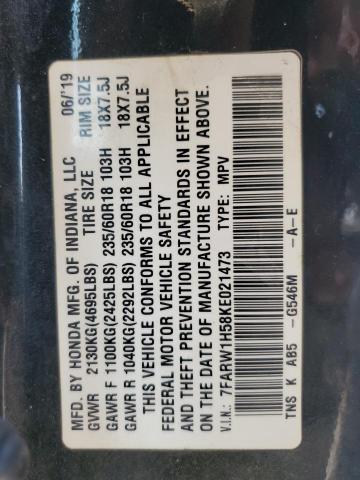 MFD. BY HONDA MFG. OF INDIANA, LLC 06/'19
GVWR 2130KG(4695LBS) TIRE SIZE RIM SIZE
GAWR F 1100KG(2425LBS) 235/60R18 103H 18X7.5J
GAWR R 1040KG(2292LBS) 235/60R18 103H 18X7.5J
THIS VEHICLE CONFORMS TO ALL APPLICABLE
FEDERAL MOTOR VEHICLE SAFETY
AND THEFT PREVENTION STANDARDS IN EFFECT
ON THE DATE OF MANUFACTURE SHOWN ABOVE.
V.I.N.: 7FARW1H58KE021473 TYPE: MPV
TNS K AB5 -G546M -A-E